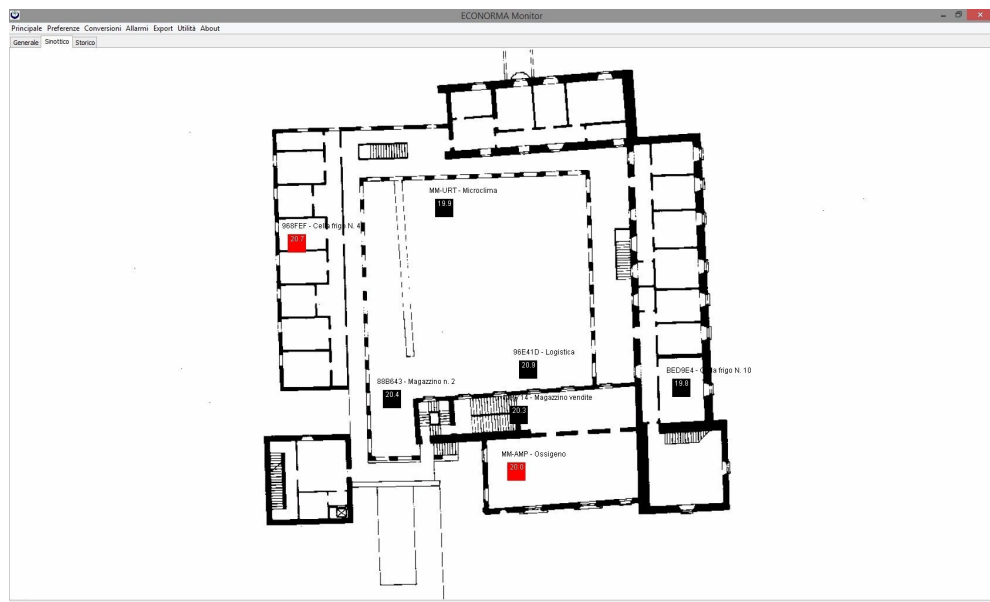 ECONORMA Monitor
Principale Preferenze Conversioni Allarmi Export Utilità About
Generale Sinottico Storico
MM-URT - Microclima
19.9
968FEF - Cella frigo N. 4
20.7
96E41D - Logistica
20.9
BED9E4 - Cella frigo N. 10
19.8
88B643 - Magazzino n. 2
20.4
14 - Magazzino vendite
20.3
MM-AMP - Ossigeno
20.0